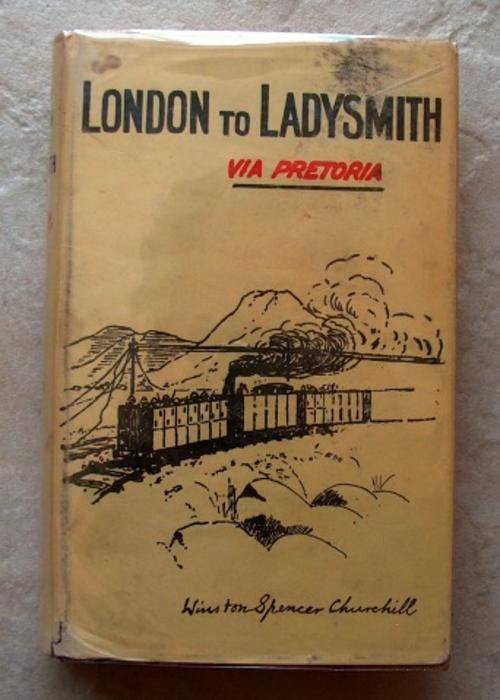 LONDON TO LADYSMITH
VIA PRETORIA
Winston Spencer Churchill